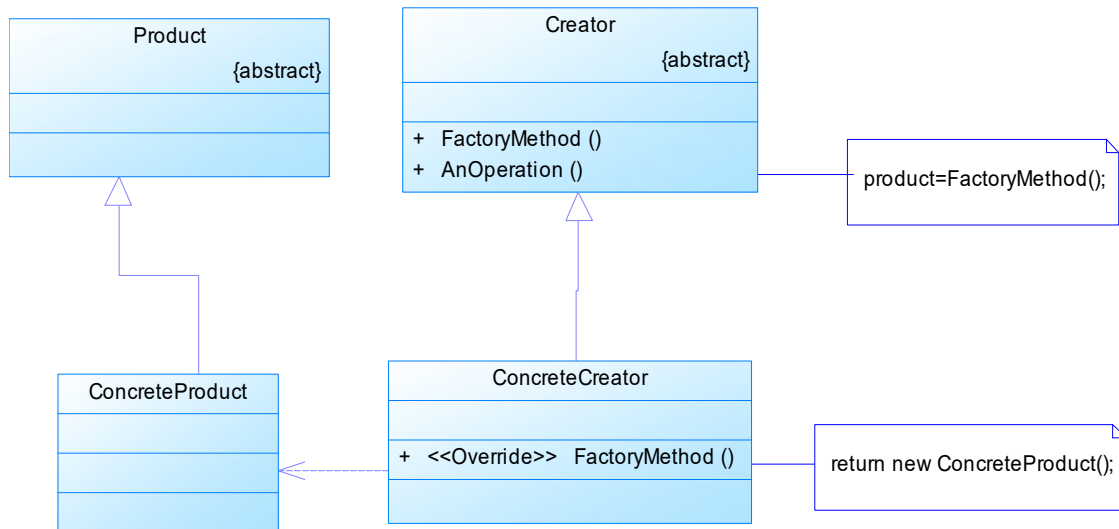 Product
{abstract}
Creator
{abstract}
+ FactoryMethod ()
+ AnOperation ()
product=FactoryMethod();
ConcreteProduct
ConcreteCreator
+ <<Override>> FactoryMethod ()
return new ConcreteProduct();